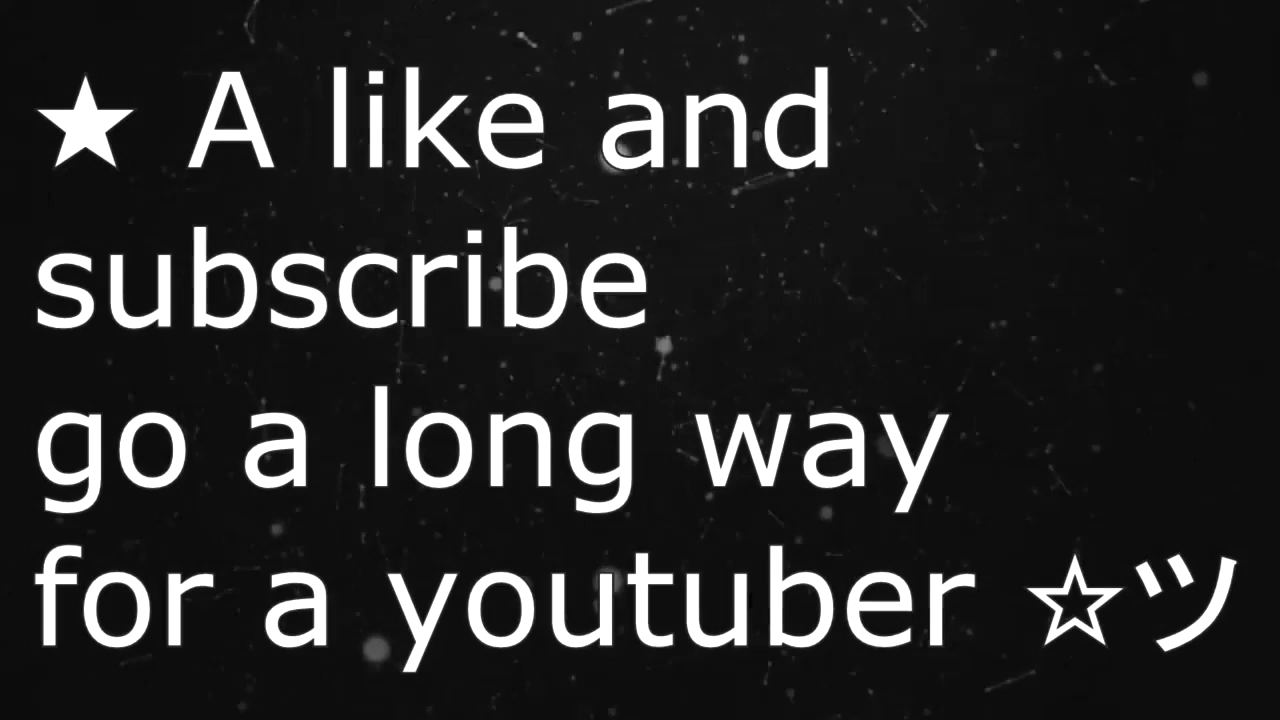 ★ A like and
subscribe
go a long way
for a youtuber ☆ツ